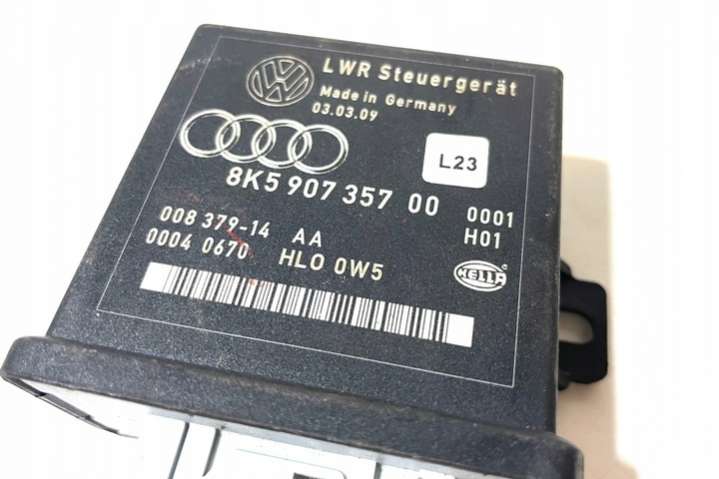 LWR Steuergerät
Made in Germany
03.03.09
L23
8K5 907 357 00 0001
008 379-14 AA H01
0004 0670 HLO 0W5
HELLA